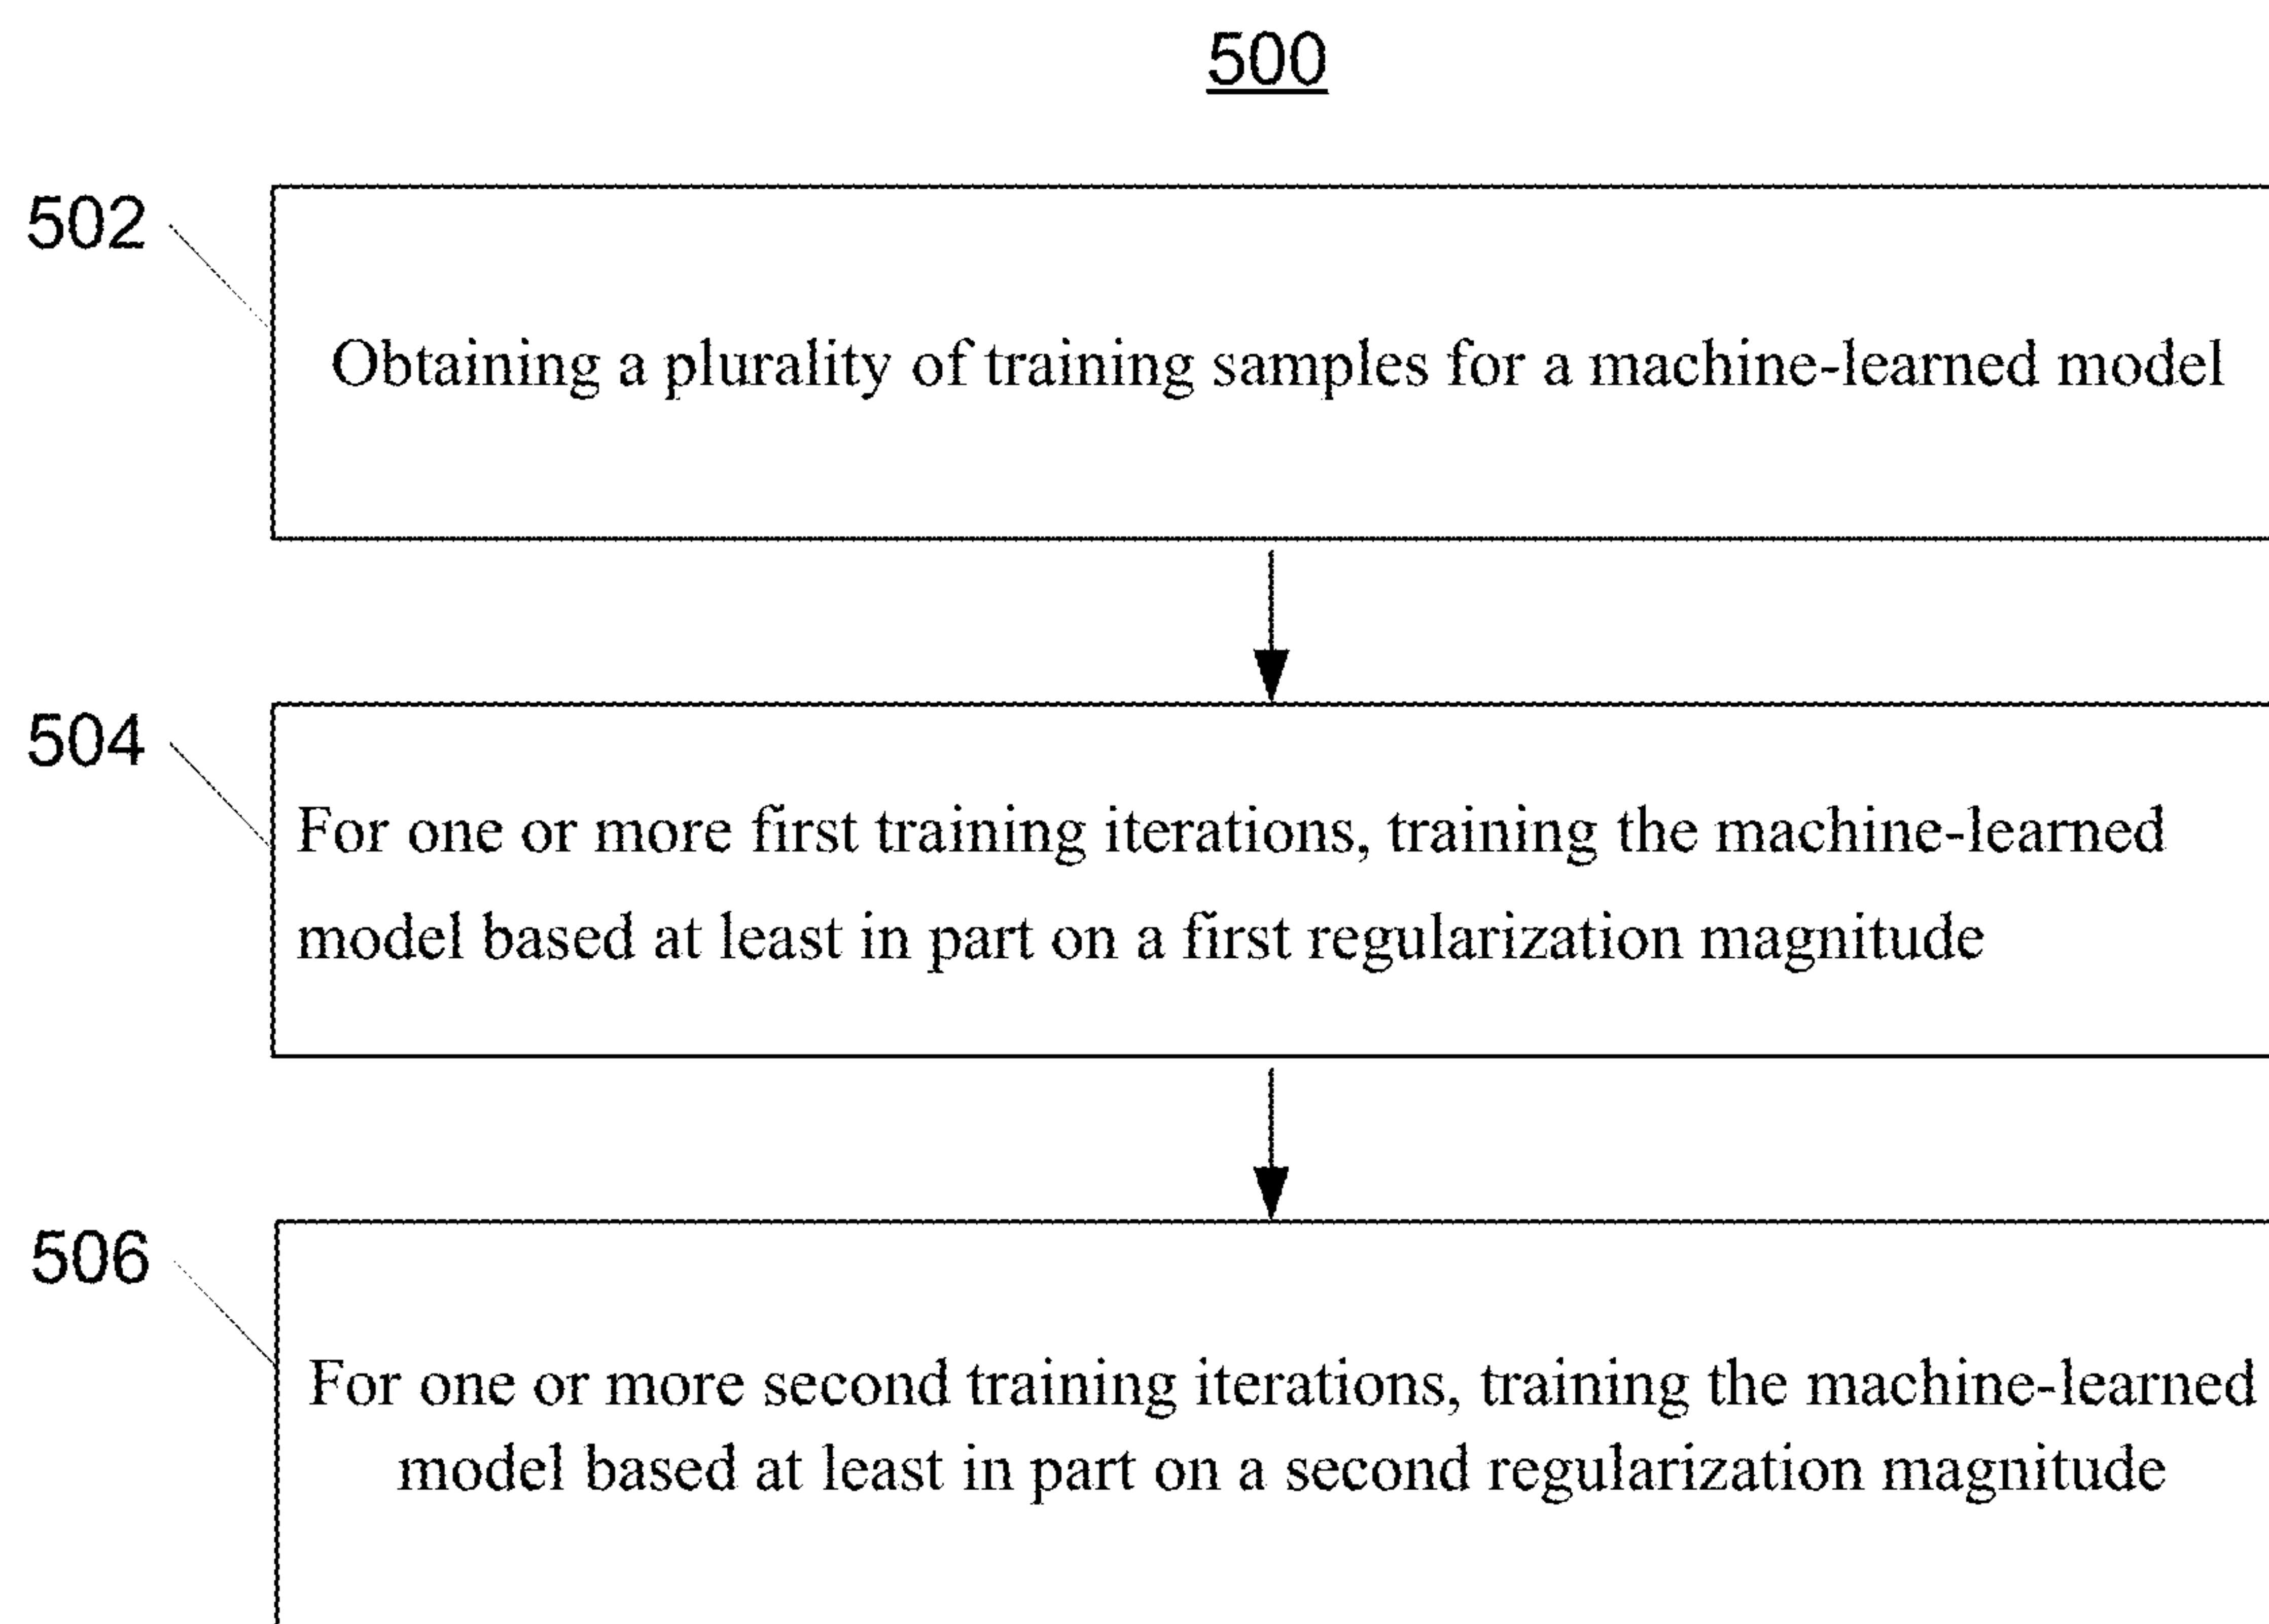 500
502
Obtaining a plurality of training samples for a machine-learned model
504
For one or more first training iterations, training the machine-learned
model based at least in part on a first regularization magnitude
506
For one or more second training iterations, training the machine-learned
model based at least in part on a second regularization magnitude